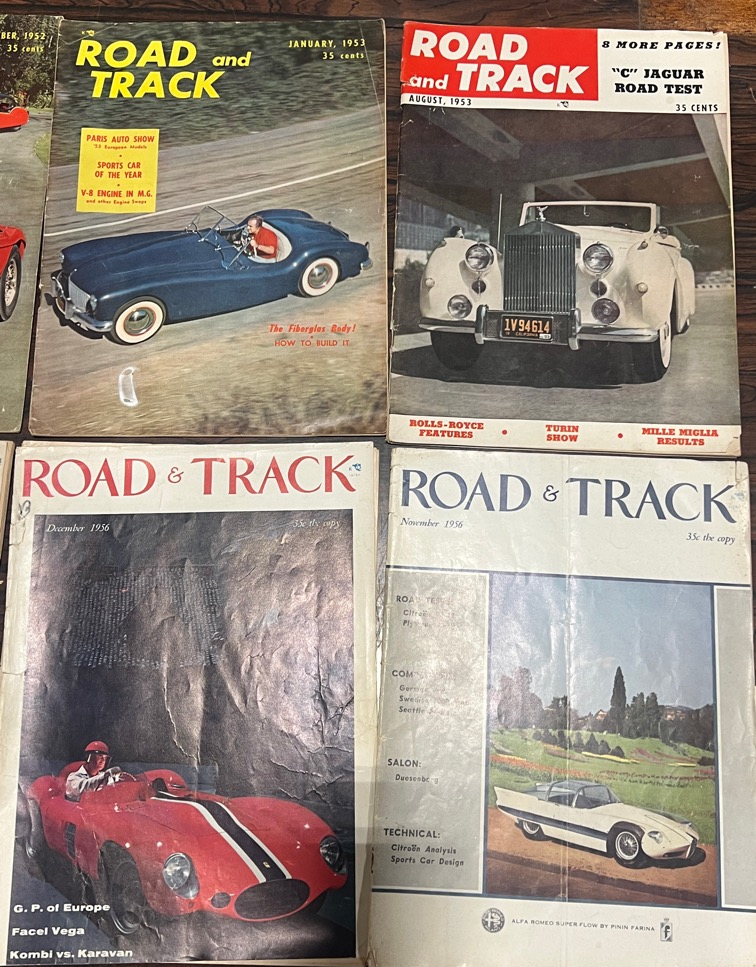 BER, 1952
35 cents
ROAD and
TRACK
JANUARY, 1953
35 cents
PARIS AUTO SHOW
'53 European Models
SPORTS CAR
OF THE YEAR
V-8 ENGINE IN M.G.
and other Engine Swaps
The Fiberglas Body!
HOW TO BUILD IT
ROAD
and TRACK
AUGUST, 1953
8 MORE PAGES!
"C" JAGUAR
ROAD TEST
35 CENTS
1V94614
CALIFORNIA
ROLLS-ROYCE
FEATURES
TURIN
SHOW
MILLE MIGLIA
RESULTS
ROAD & TRACK
December 1956
35c the copy
G. P. of Europe
Facel Vega
Kombi vs. Karavan
ROAD & TRACK
November 1956
35c the copy
ROAD
Citroën
SALON:
Duesenberg
TECHNICAL:
Citroën Analysis
Sports Car Design
ALFA ROMEO SUPER-FLOW BY PININ FARINA